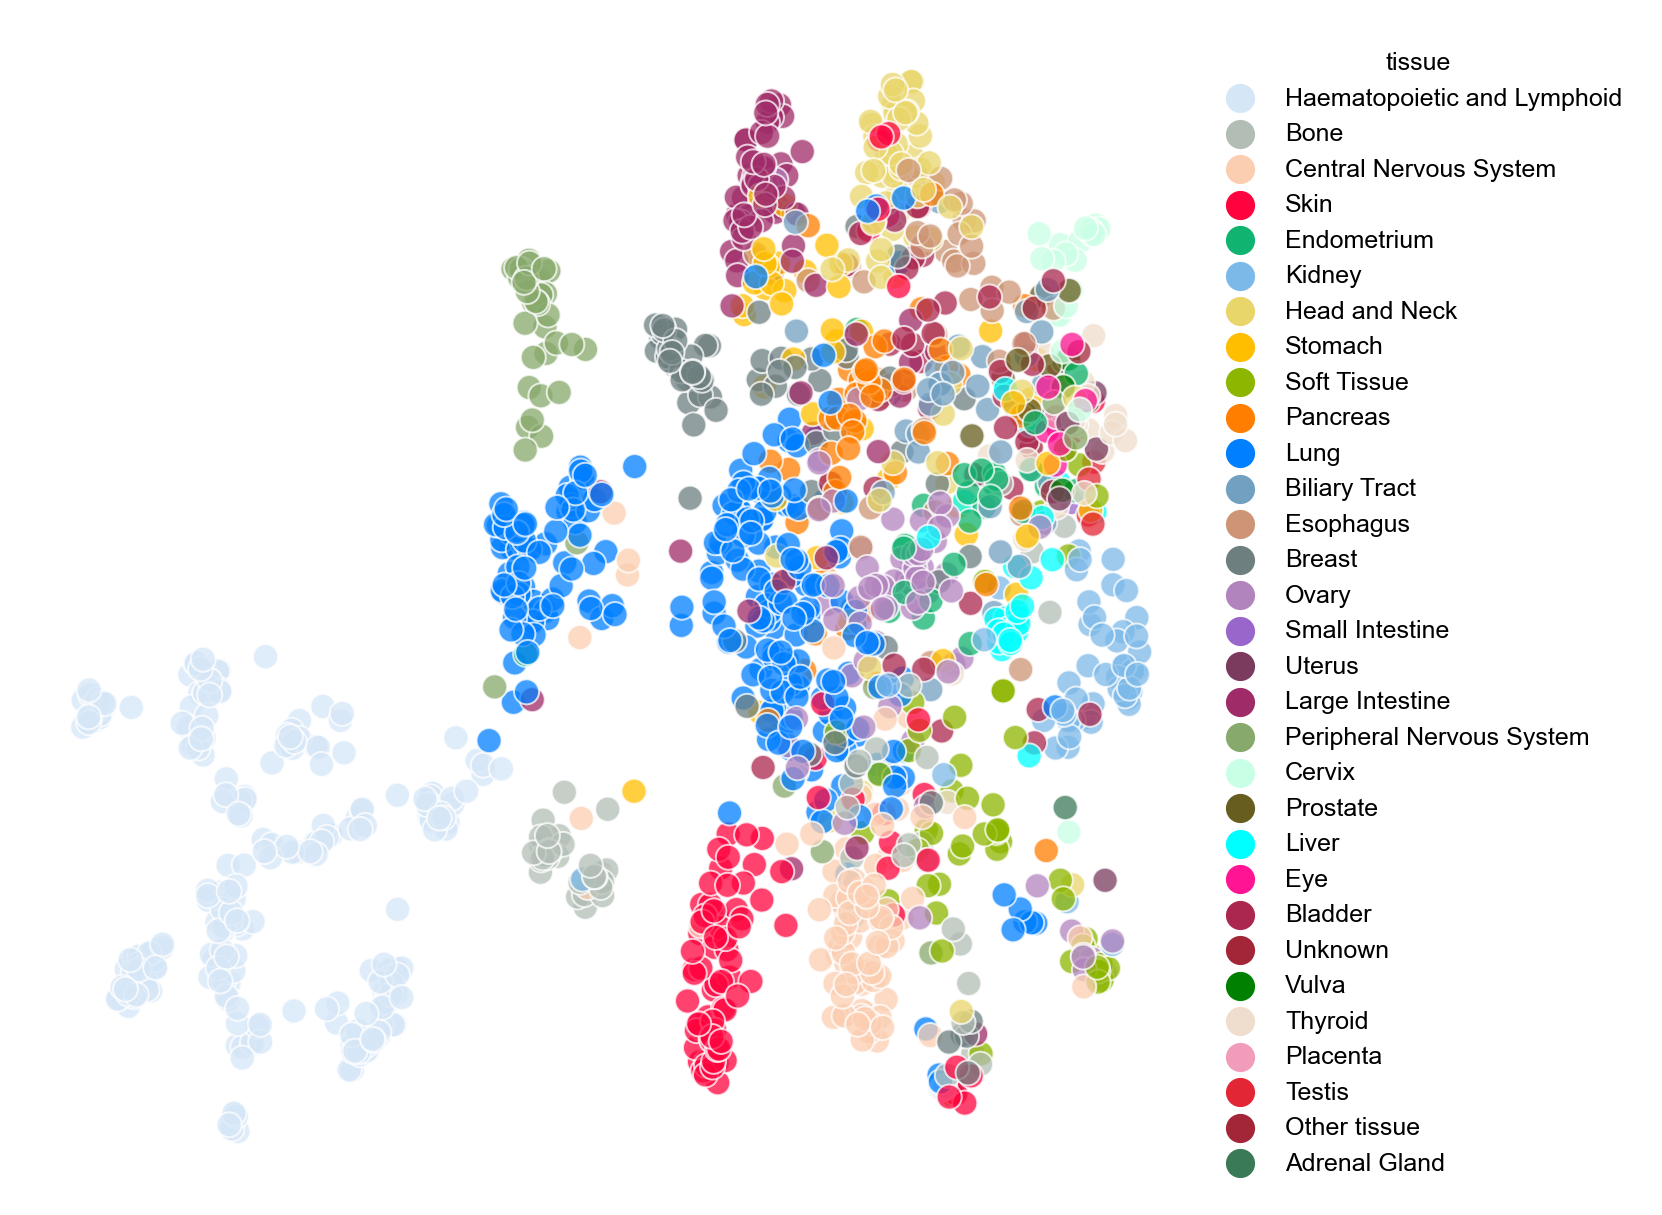 tissue
Haematopoietic and Lymphoid
Bone
Central Nervous System
Skin
Endometrium
Kidney
Head and Neck
Stomach
Soft Tissue
Pancreas
Lung
Biliary Tract
Esophagus
Breast
Ovary
Small Intestine
Uterus
Large Intestine
Peripheral Nervous System
Cervix
Prostate
Liver
Eye
Bladder
Unknown
Vulva
Thyroid
Placenta
Testis
Other tissue
Adrenal Gland